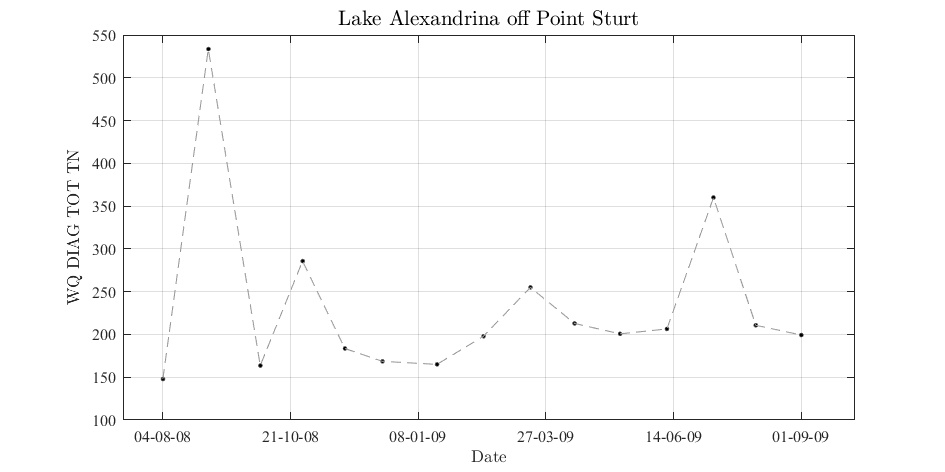 Lake Alexandrina off Point Sturt
550
500
450
400
350
300
250
200
150
100
WQ DIAG TOT TN
04-08-08 21-10-08 08-01-09 27-03-09 14-06-09 01-09-09
Date